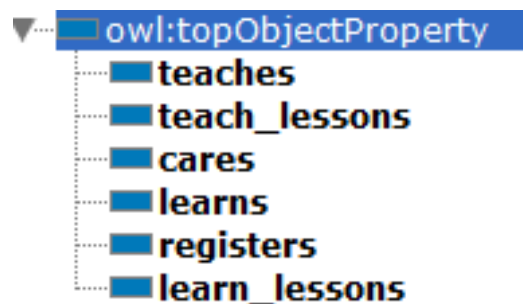 owl:topObjectProperty
teaches
teach_lessons
cares
learns
registers
learn_lessons